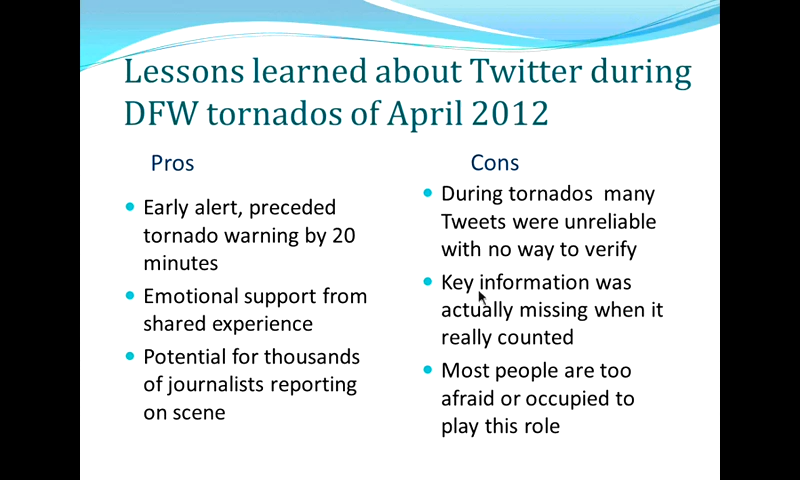 Lessons learned about Twitter during
DFW tornados of April 2012
Pros
Early alert, preceded
tornado warning by 20
minutes
Emotional support from
shared experience
Potential for thousands
of journalists reporting
on scene
Cons
During tornados  many
Tweets were unreliable
with no way to verify
Key information was
actually missing when it
really counted
Most people are too
afraid or occupied to
play this role